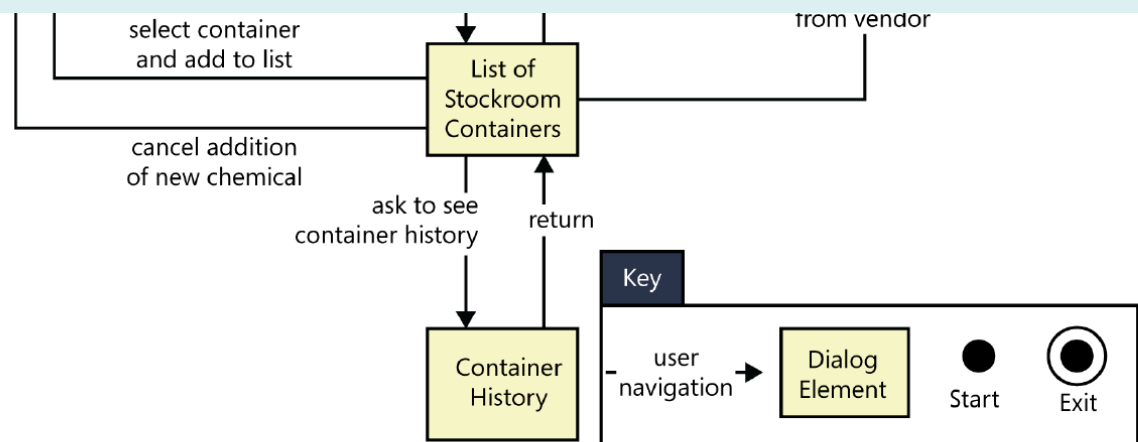 select container
and add to list
from vendor
List of
Stockroom
Containers
cancel addition
of new chemical
ask to see
container history
return
Key
Container
History
user
navigation
Dialog
Element
Start
Exit